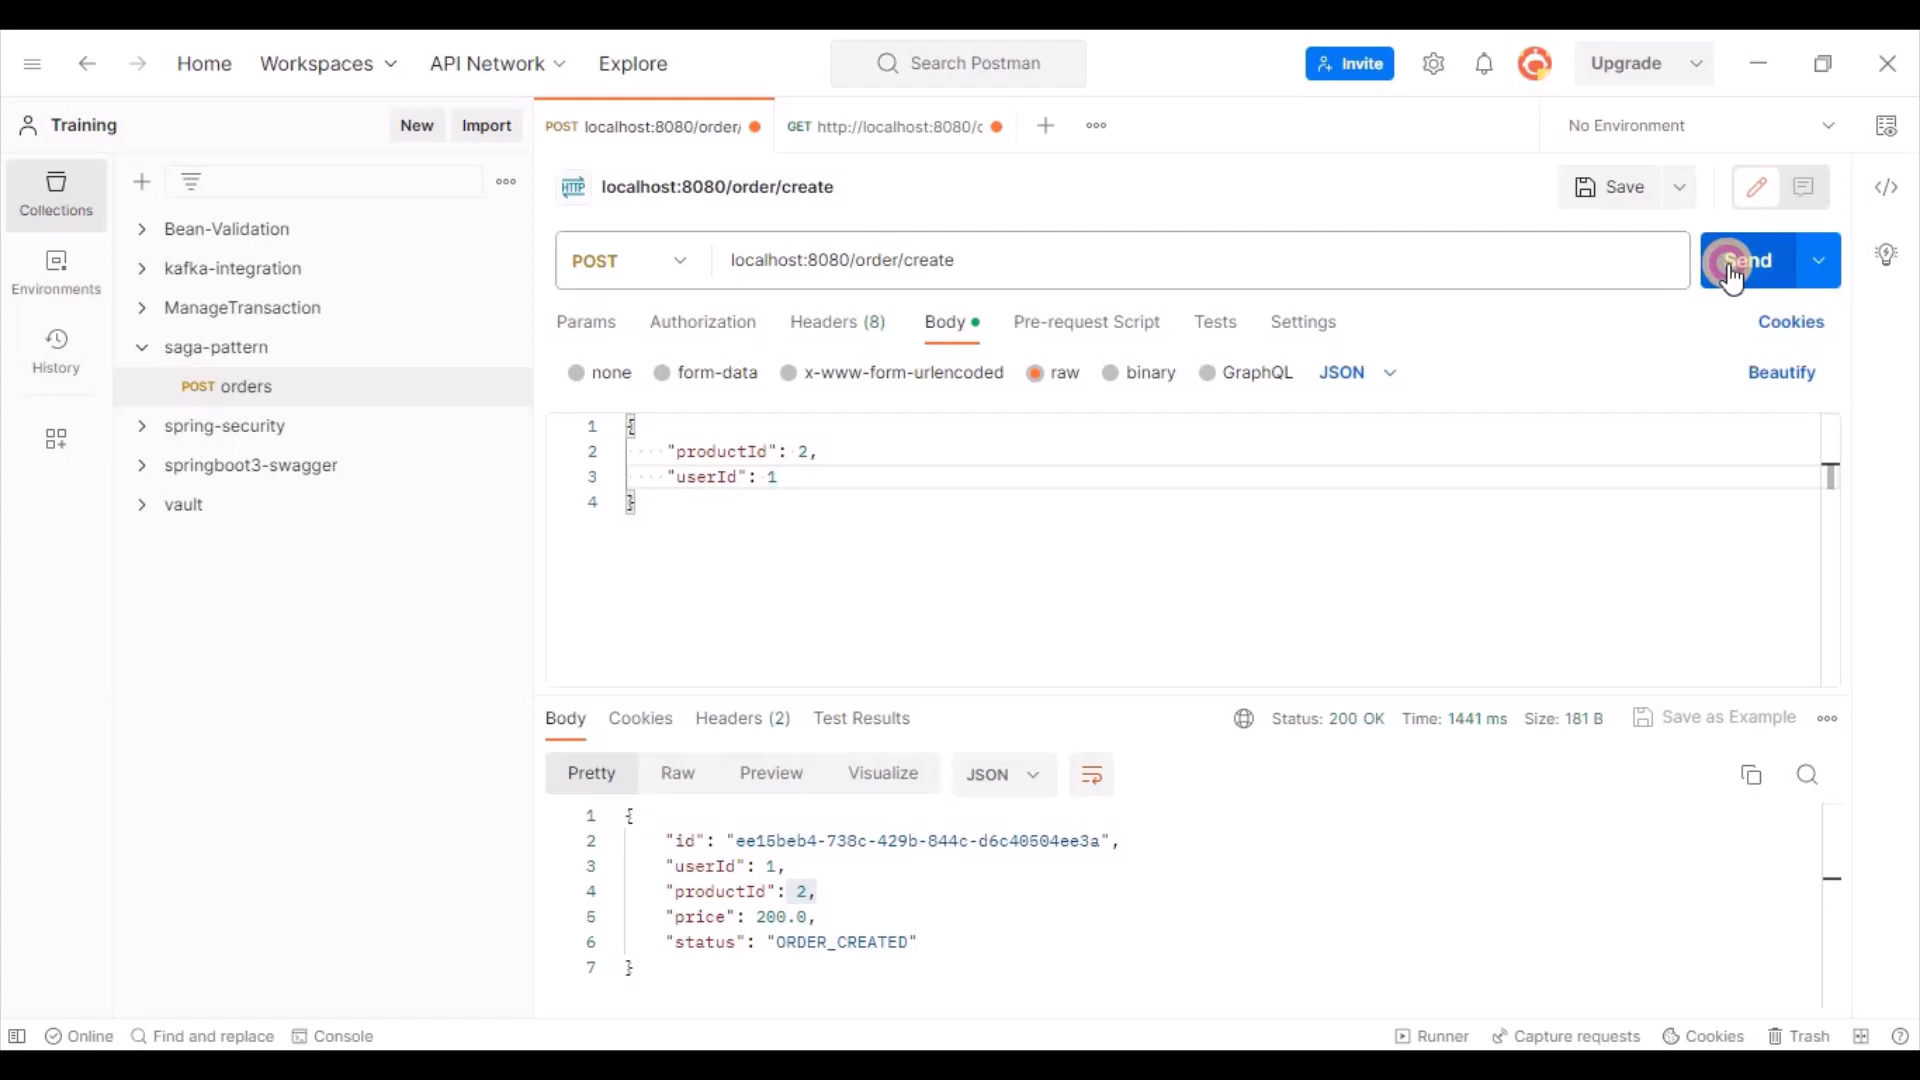 Home Workspaces API Network Explore Search Postman Invite Upgrade
Training New Import POST localhost:8080/order/ GET http://localhost:8080/c No Environment
HTTP localhost:8080/order/create Save
Collections
Bean-Validation
kafka-integration
ManageTransaction
saga-pattern
POST orders
spring-security
springboot3-swagger
vault
Environments
History
POST localhost:8080/order/create Send
Params Authorization Headers (8) Body Pre-request Script Tests Settings Cookies
none form-data x-www-form-urlencoded raw binary GraphQL JSON Beautify
1 {
2 "productId": 2,
3 "userId": 1
4 }
Body Cookies Headers (2) Test Results Status: 200 OK Time: 1441 ms Size: 181 B Save as Example
Pretty Raw Preview Visualize JSON
1 {
2 "id": "ee15beb4-738c-429b-844c-d6c40504ee3a",
3 "userId": 1,
4 "productId": 2,
5 "price": 200.0,
6 "status": "ORDER_CREATED"
7 }
Online Find and replace Console Runner Capture requests Cookies Trash